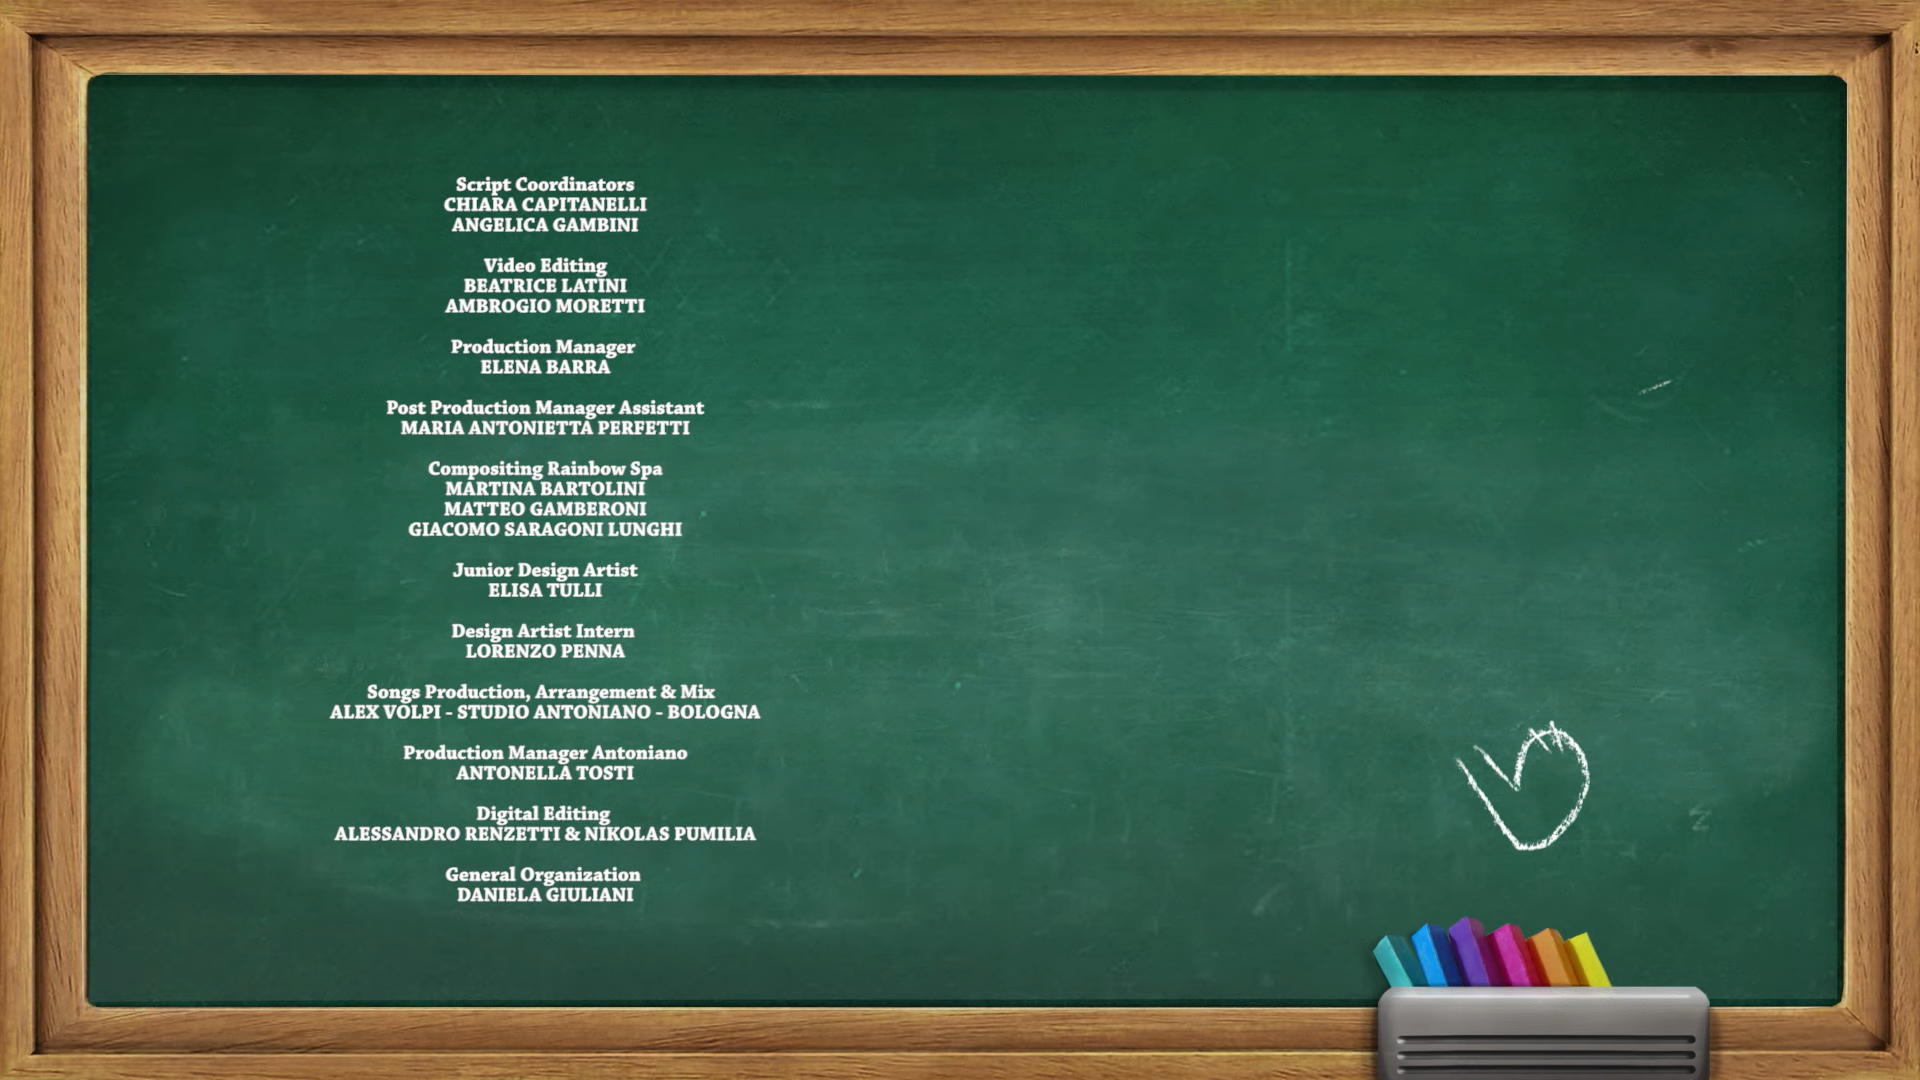 Script Coordinators
CHIARA CAPITANELLI
ANGELICA GAMBINI
Video Editing
BEATRICE LATINI
AMBROGIO MORETTI
Production Manager
ELENA BARRA
Post Production Manager Assistant
MARIA ANTONIETTA PERFETTI
Compositing Rainbow Spa
MARTINA BARTOLINI
MATTEO GAMBERONI
GIACOMO SARAGONI LUNGHI
Junior Design Artist
ELISA TULLI
Design Artist Intern
LORENZO PENNA
Songs Production, Arrangement & Mix
ALEX VOLPI - STUDIO ANTONIANO - BOLOGNA
Production Manager Antoniano
ANTONELLA TOSTI
Digital Editing
ALESSANDRO RENZETTI & NIKOLAS PUMILIA
General Organization
DANIELA GIULIANI